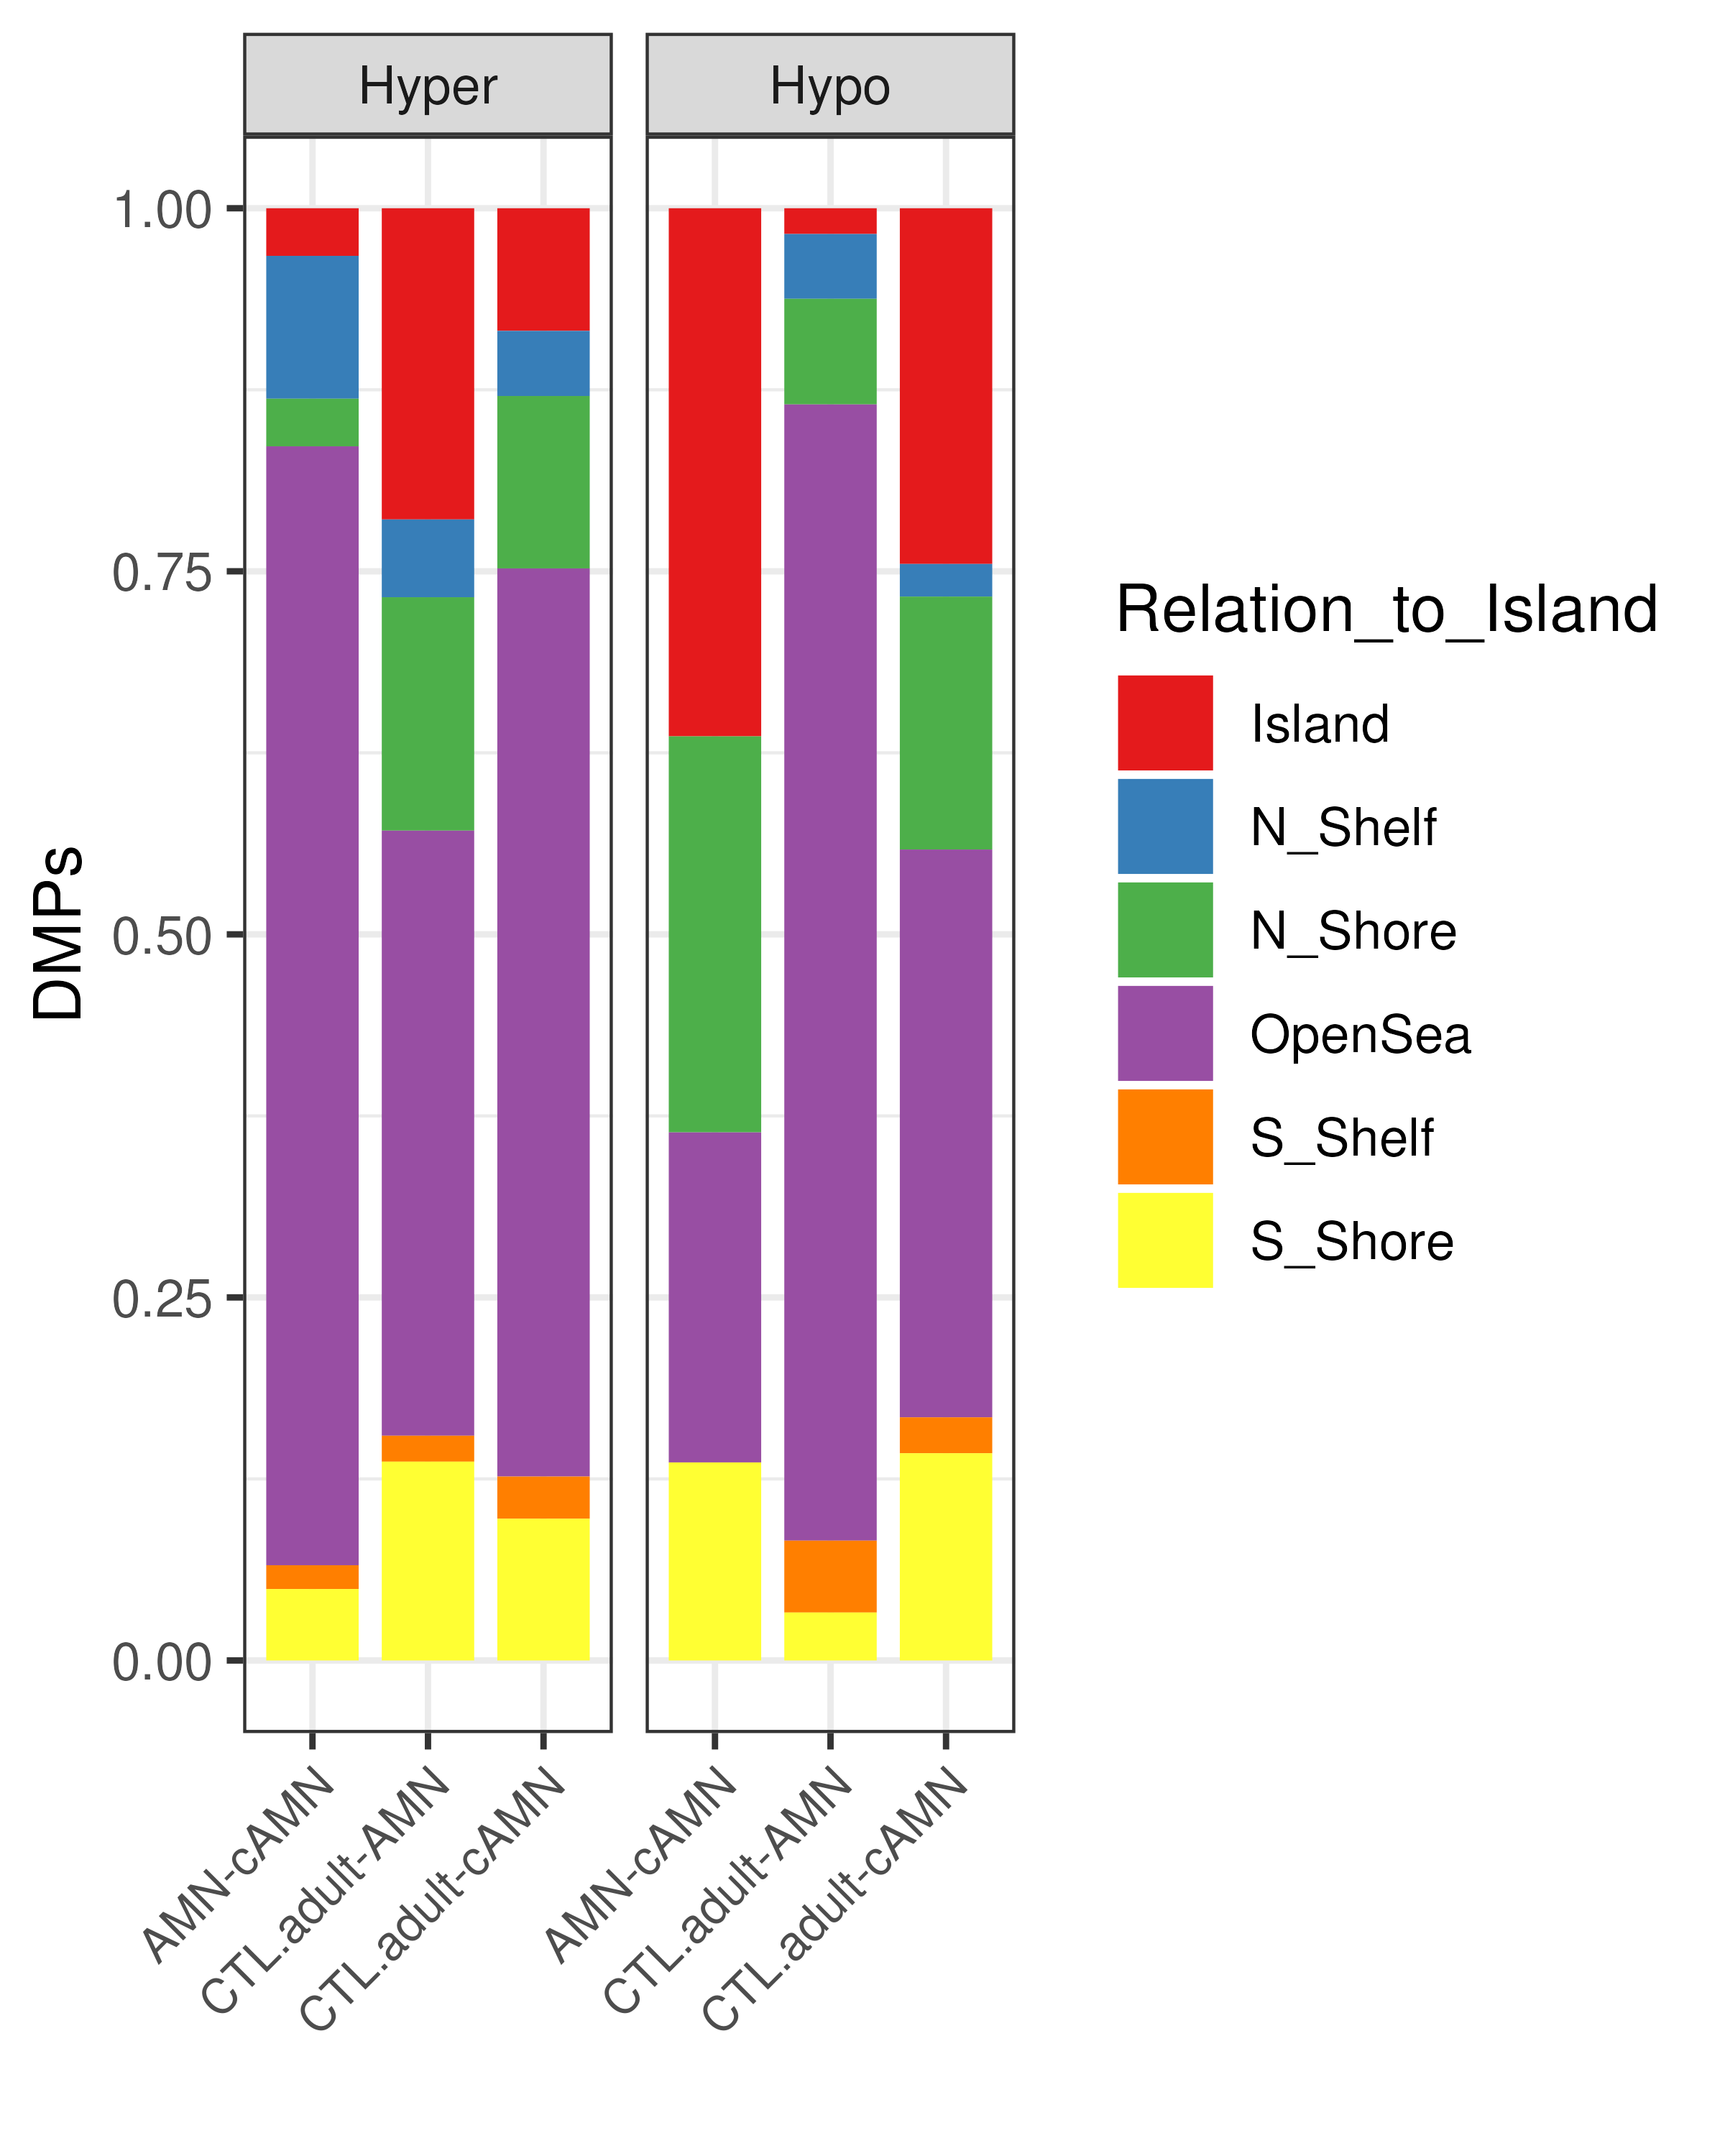 Hyper
Hypo
1.00
0.75
0.50
0.25
0.00
DMPs
AMN-cAMN
CTL.adult-AMN
CTL.adult-cAMN
AMN-cAMN
CTL.adult-AMN
CTL.adult-cAMN
Relation_to_Island
Island
N_Shelf
N_Shore
OpenSea
S_Shelf
S_Shore